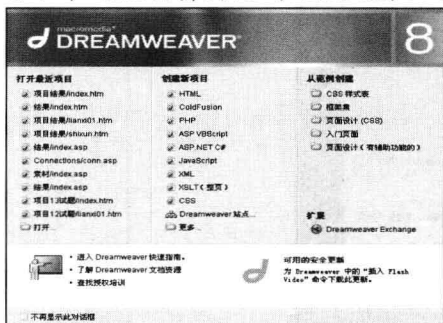 macromedia®
DREAMWEAVER®
8
打开最近项目
项目结果/index.htm
结果/index.htm
项目结果/lianxi01.htm
项目结果/shixun.htm
结果/index.asp
Connections/conn.asp
素材/index.asp
结果/index.asp
项目13试题/index.htm
项目12试题/lianxi01.htm
打开...
创建新项目
HTML
ColdFusion
PHP
ASP VBScript
ASP.NET C#
JavaScript
XML
XSLT(整页)
CSS
Dreamweaver 站点...
更多...
从范例创建
CSS 样式表
框架集
页面设计 (CSS)
入门页面
页面设计(有辅助功能的)
扩展
Dreamweaver Exchange
• 进入 Dreamweaver 快速指南。
• 了解 Dreamweaver 文档资源
• 查找授权培训
可用的安全更新
为 Dreamweaver 中的“插入 Flash
Video”命令下载此更新。
不再显示此对话框